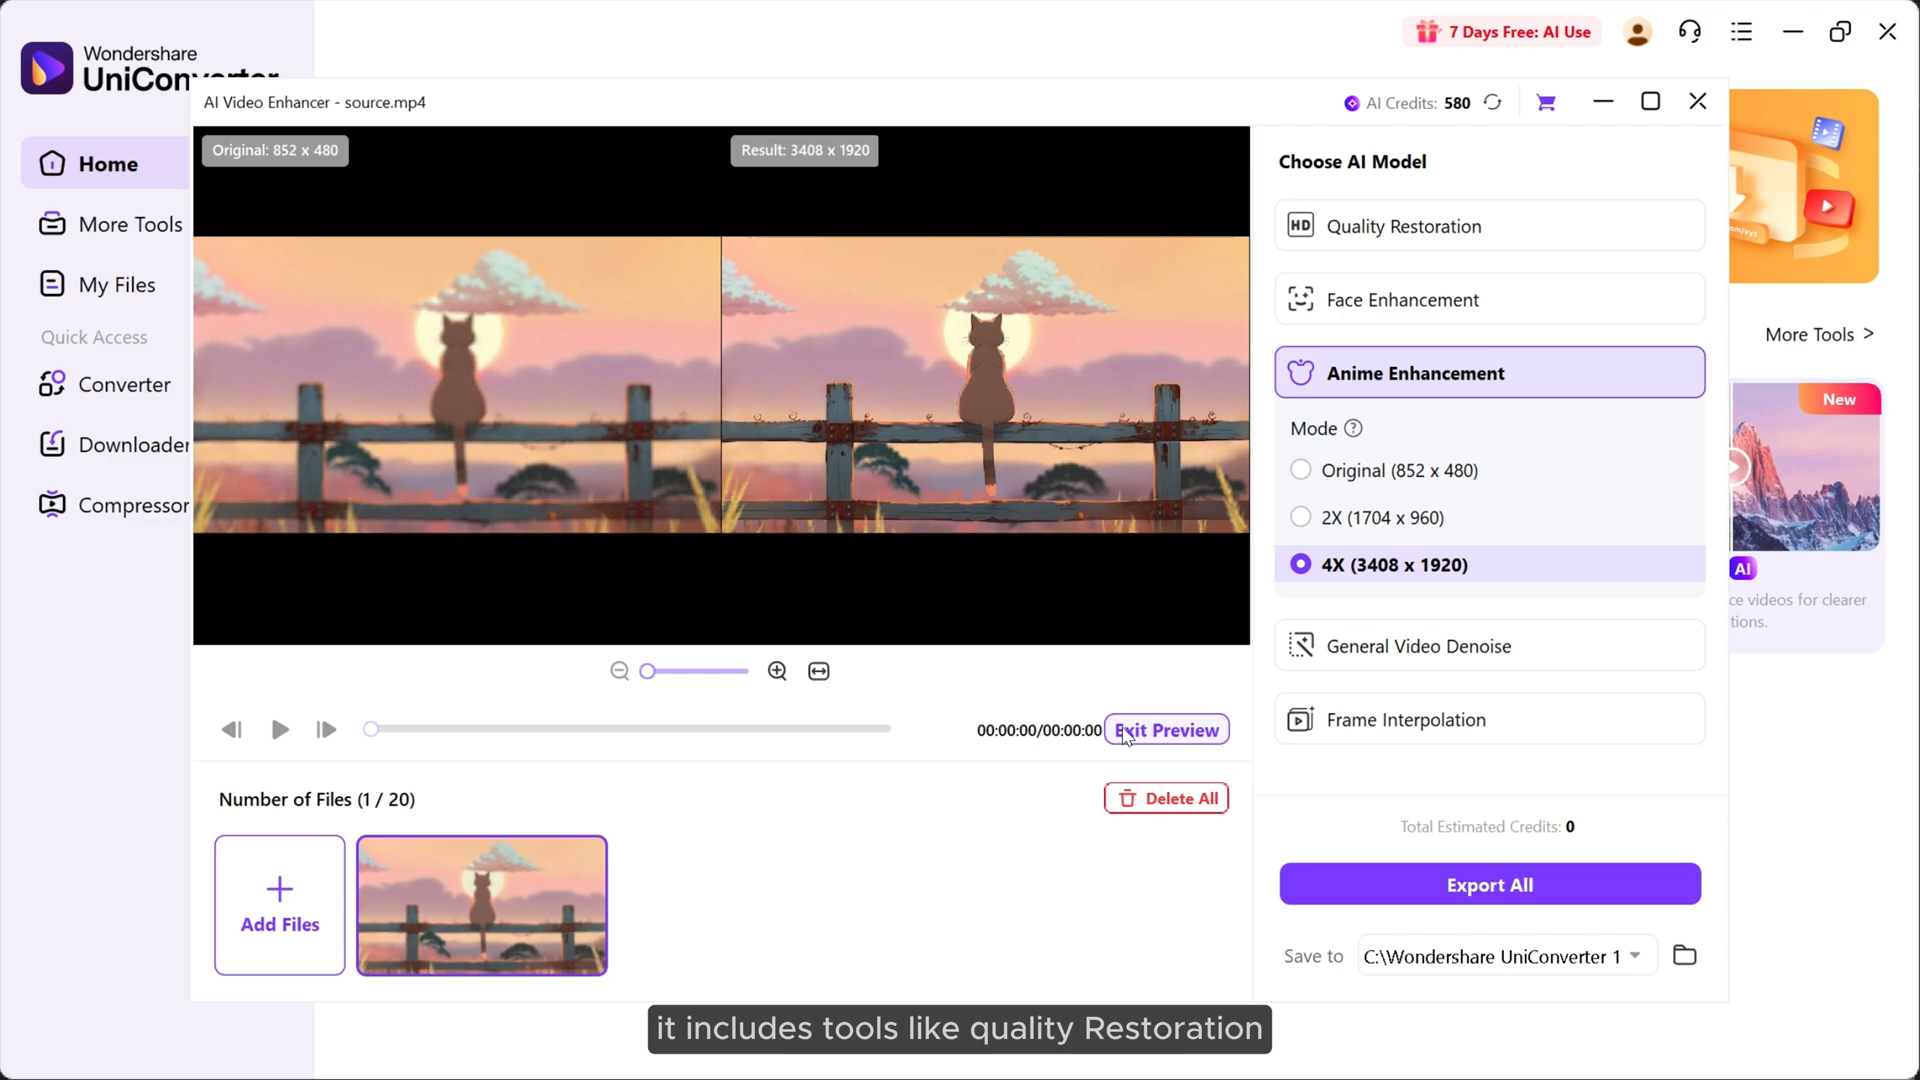 Wondershare
UniConverter
7 Days Free: AI Use
AI Video Enhancer - source.mp4
AI Credits: 580
Home
More Tools
My Files
Quick Access
Converter
Downloader
Compressor
Original: 852 x 480
Result: 3408 x 1920
00:00:00/00:00:00
Exit Preview
Number of Files (1 / 20)
Delete All
Add Files
Choose AI Model
HD Quality Restoration
Face Enhancement
Anime Enhancement
Mode ?
Original (852 x 480)
2X (1704 x 960)
4X (3408 x 1920)
General Video Denoise
Frame Interpolation
Total Estimated Credits: 0
Export All
Save to C:\Wondershare UniConverter 1
om/xyz
More Tools >
New
AI
ce videos for clearer
tions.
it includes tools like quality Restoration